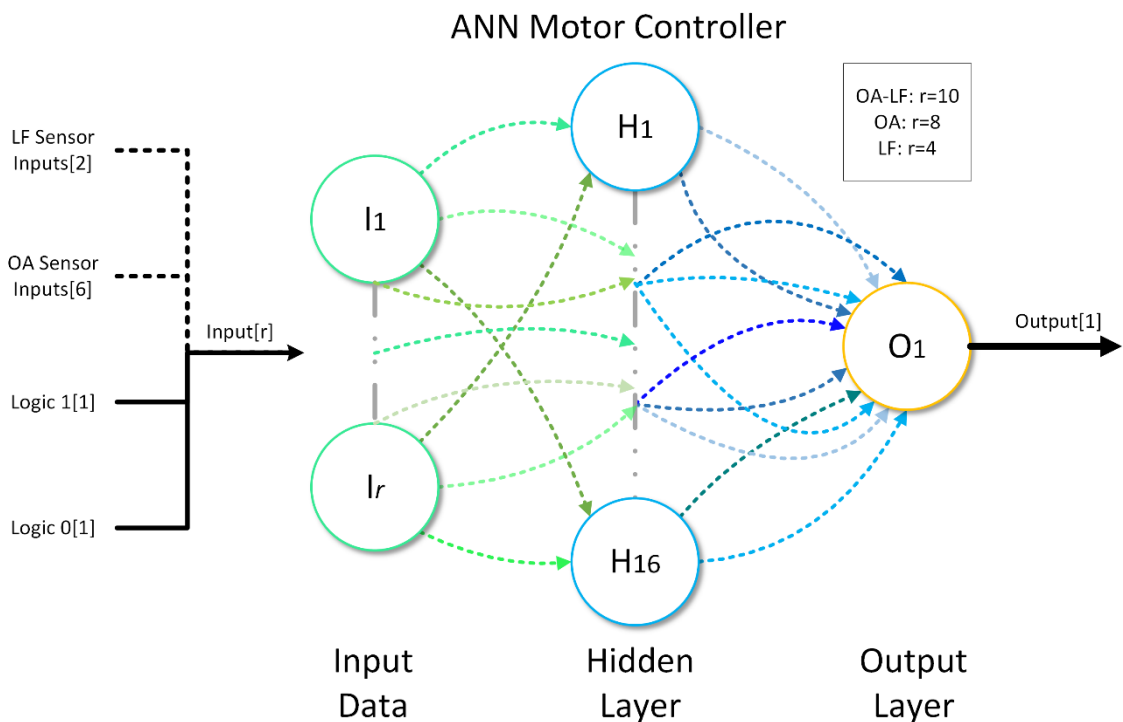 ANN Motor Controller
LF Sensor
Inputs[2]
OA Sensor
Inputs[6]
Logic 1[1]
Logic 0[1]
Input[r]
I1
Ir
H1
H16
OA-LF: r=10
OA: r=8
LF: r=4
O1
Output[1]
Input
Data
Hidden
Layer
Output
Layer